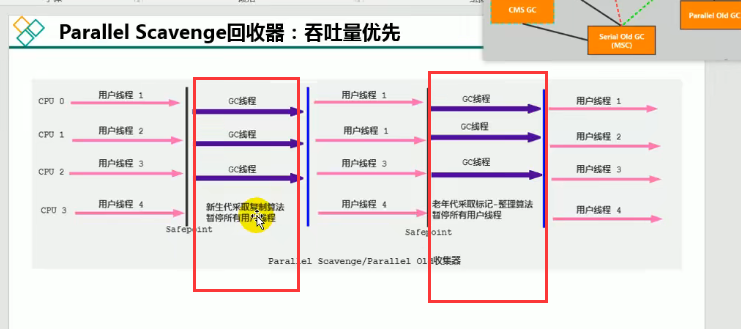 CMS GC
Serial Old GC
(MSC)
Parallel Old GC
Parallel Scavenge回收器：吞吐量优先
CPU 0
用户线程 1
GC线程
用户线程 1
GC线程
用户线程 1
CPU 1
用户线程 2
GC线程
用户线程 1
GC线程
用户线程 2
CPU 2
用户线程 3
GC线程
用户线程 3
GC线程
用户线程 3
CPU 3
用户线程 4
新生代采取复制算法
暂停所有用户线程
用户线程 4
老年代采取标记-整理算法
暂停所有用户线程
用户线程 4
Safepoint
Safepoint
Parallel Scavenge/Parallel Old收集器